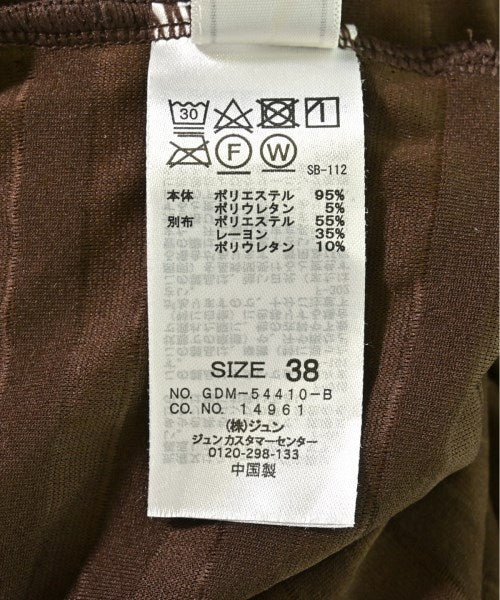 30
F W SB-112
本体 ポリエステル 95%
ポリウレタン 5%
別布 ポリエステル 55%
レーヨン 35%
ポリウレタン 10%
SIZE 38
NO. GDM-54410-B
CO. NO. 14961
(株)ジュン
ジュンカスタマーセンター
0120-298-133
中国製